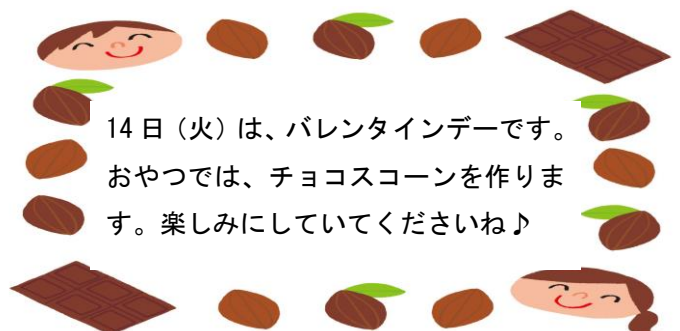 14日（火）は、バレンタインデーです。
おやつでは、チョコスコーンを作りま
す。楽しみにしていてくださいね♪